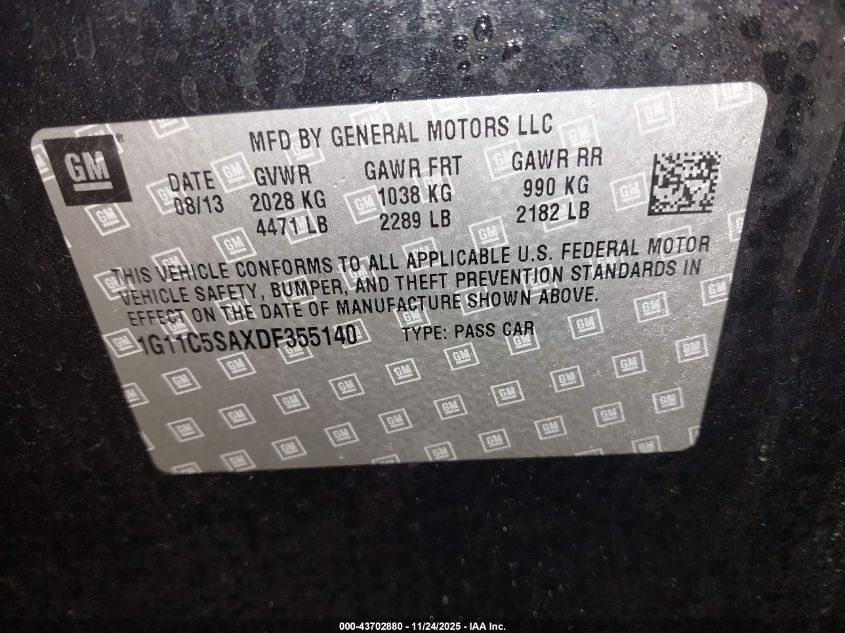 GM
MFD BY GENERAL MOTORS LLC
DATE GVWR GAWR FRT GAWR RR
08/13 2028 KG 1038 KG 990 KG
4471 LB 2289 LB 2182 LB
THIS VEHICLE CONFORMS TO ALL APPLICABLE U.S. FEDERAL MOTOR
VEHICLE SAFETY, BUMPER, AND THEFT PREVENTION STANDARDS IN
EFFECT ON THE DATE OF MANUFACTURE SHOWN ABOVE.
1G11C5SAXDF355140 TYPE: PASS CAR
000-43702880 - 11/24/2025 - IAA Inc.